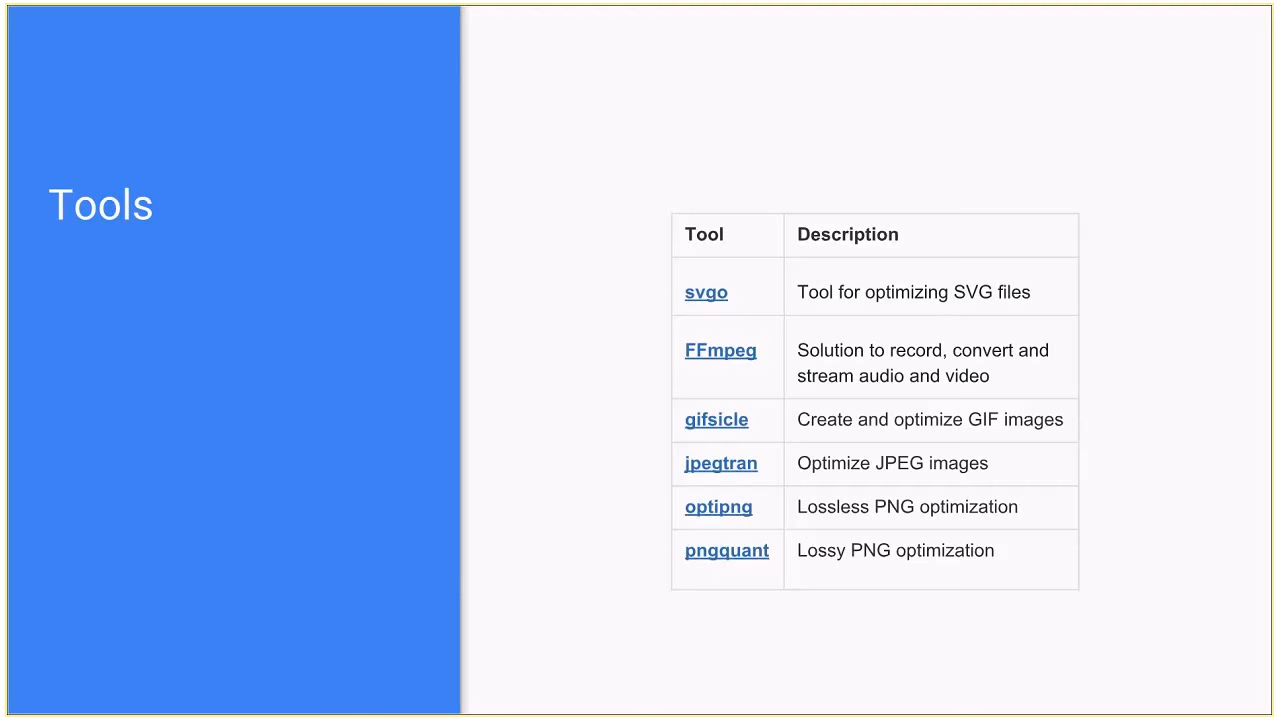 Tools
Tool Description
svgo Tool for optimizing SVG files
FFmpeg Solution to record, convert and
stream audio and video
gifsicle Create and optimize GIF images
jpegtran Optimize JPEG images
optipng Lossless PNG optimization
pngquant Lossy PNG optimization